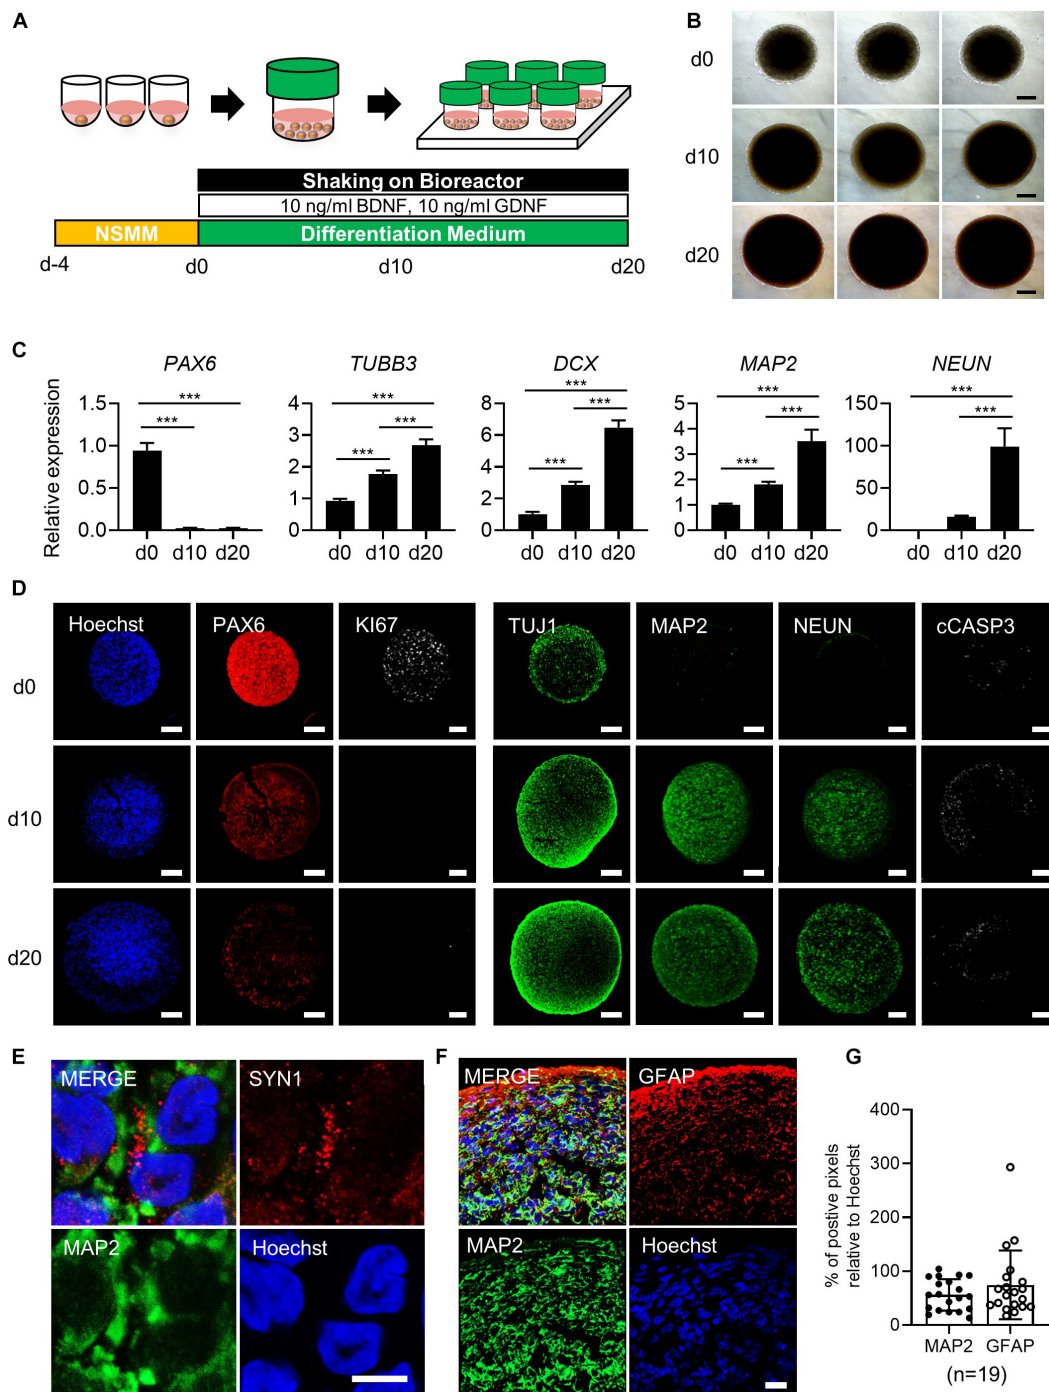 A
Shaking on Bioreactor
10 ng/ml BDNF, 10 ng/ml GDNF
NSMM
Differentiation Medium
d-4
d0
d10
d20
B
d0
d10
d20
C
PAX6
TUBB3
DCX
MAP2
NEUN
Relative expression
1.5
1.0
0.5
0.0
***
***
d0 d10 d20
4
3
2
1
0
***
***
***
d0 d10 d20
8
6
4
2
0
***
***
***
d0 d10 d20
5
4
3
2
1
0
***
***
***
d0 d10 d20
150
100
50
0
***
***
d0 d10 d20
D
Hoechst
PAX6
KI67
TUJ1
MAP2
NEUN
cCASP3
d0
d10
d20
E
MERGE
SYN1
MAP2
Hoechst
F
MERGE
GFAP
MAP2
Hoechst
G
% of postive pixels
relative to Hoechst
400
300
200
100
0
MAP2 GFAP
(n=19)